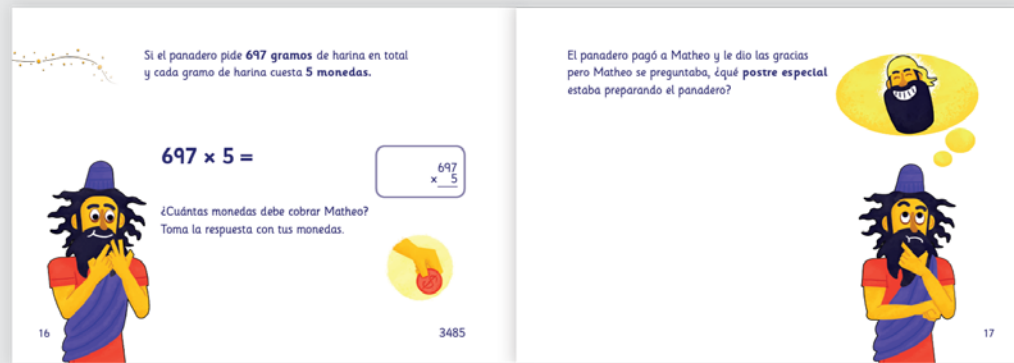 Si el panadero pide 697 gramos de harina en total
y cada gramo de harina cuesta 5 monedas.
697 × 5 =
697
× 5
¿Cuántas monedas debe cobrar Matheo?
Toma la respuesta con tus monedas.
16
3485
El panadero pagó a Matheo y le dio las gracias
pero Matheo se preguntaba, ¿qué postre especial
estaba preparando el panadero?
17